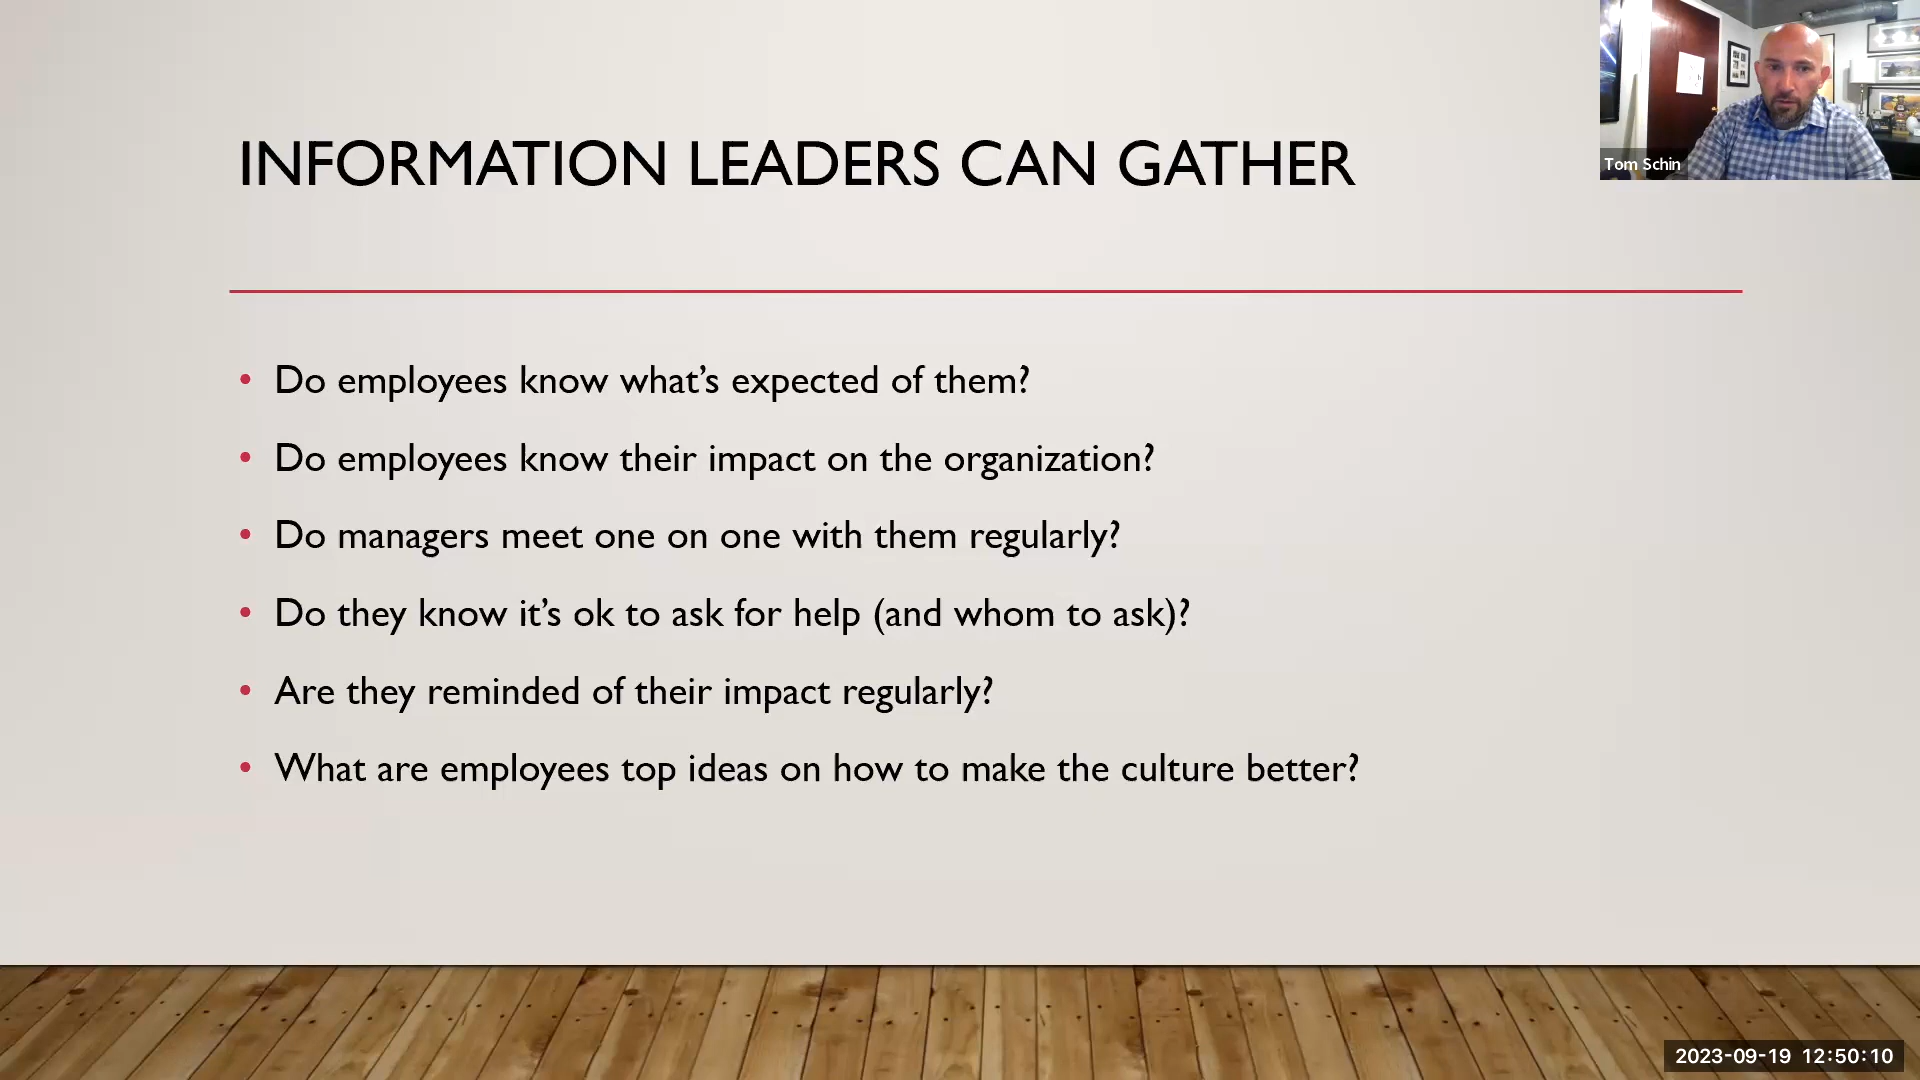 Tom Schin
INFORMATION LEADERS CAN GATHER
• Do employees know what’s expected of them?
• Do employees know their impact on the organization?
• Do managers meet one on one with them regularly?
• Do they know it’s ok to ask for help (and whom to ask)?
• Are they reminded of their impact regularly?
• What are employees top ideas on how to make the culture better?
2023-09-19 12:50:10